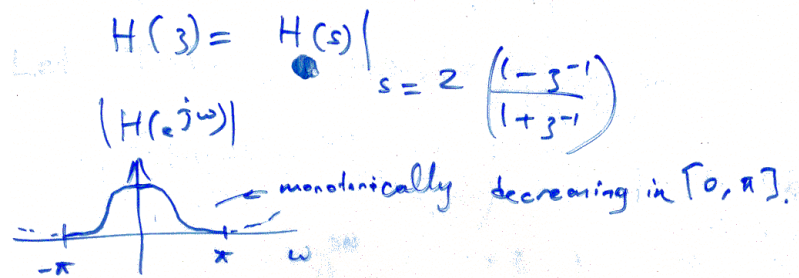 H(z) = H(s)|
s = 2 (1 - z⁻¹ / 1 + z⁻¹)
|H(e^jω)|
monotonically decreasing in [0, π].
-π π ω